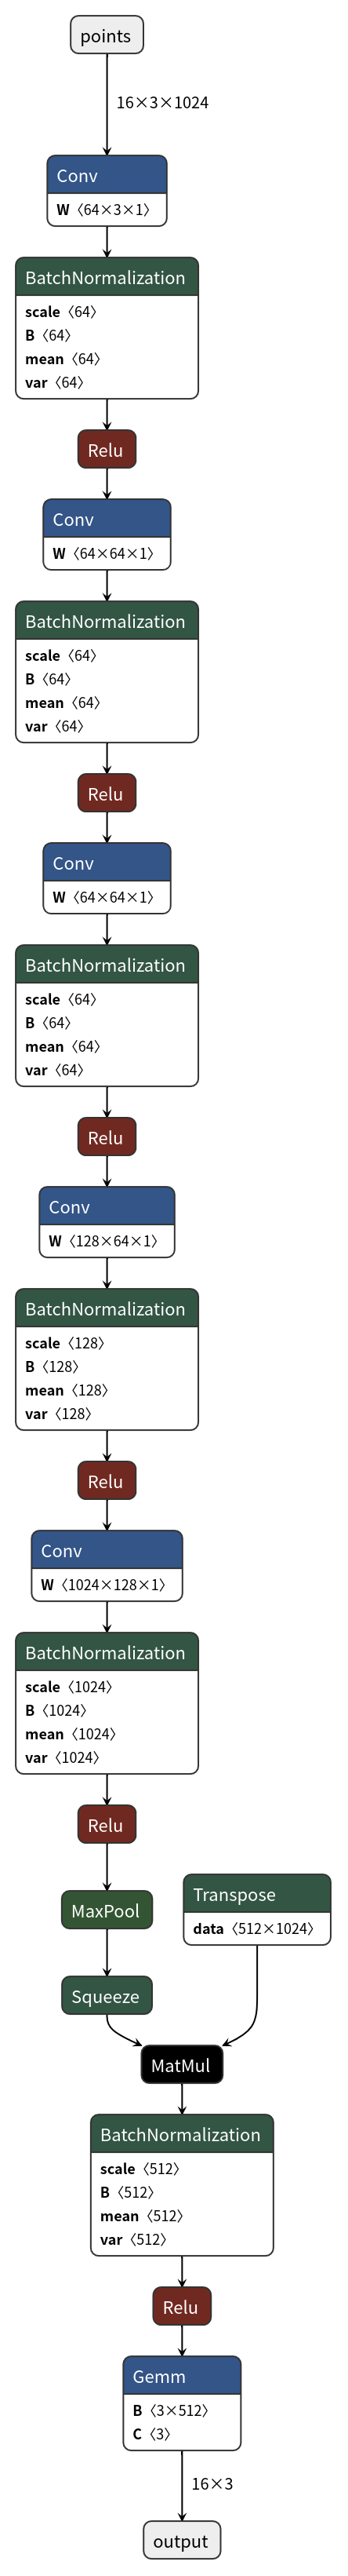 points
16×3×1024
Conv
W〈64×3×1〉
BatchNormalization
scale〈64〉
B〈64〉
mean〈64〉
var〈64〉
Relu
Conv
W〈64×64×1〉
BatchNormalization
scale〈64〉
B〈64〉
mean〈64〉
var〈64〉
Relu
Conv
W〈64×64×1〉
BatchNormalization
scale〈64〉
B〈64〉
mean〈64〉
var〈64〉
Relu
Conv
W〈128×64×1〉
BatchNormalization
scale〈128〉
B〈128〉
mean〈128〉
var〈128〉
Relu
Conv
W〈1024×128×1〉
BatchNormalization
scale〈1024〉
B〈1024〉
mean〈1024〉
var〈1024〉
Relu
MaxPool
Transpose
data〈512×1024〉
Squeeze
MatMul
BatchNormalization
scale〈512〉
B〈512〉
mean〈512〉
var〈512〉
Relu
Gemm
B〈3×512〉
C〈3〉
16×3
output